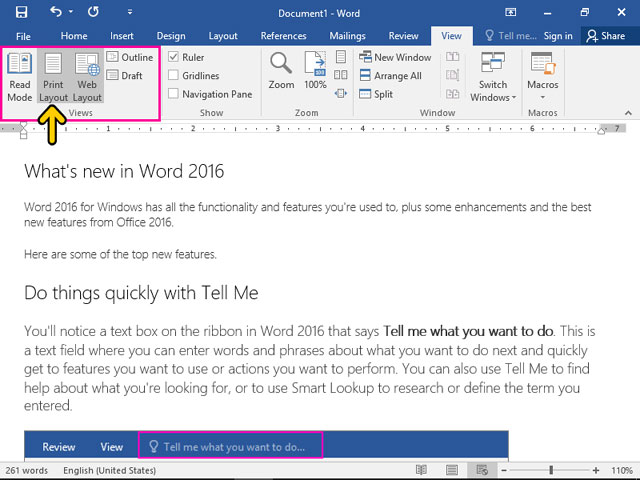 Document1 - Word
File Home Insert Design Layout References Mailings Review View Tell me... Sign in Share
Read Mode
Print Layout
Web Layout
Outline
Draft
Views
Ruler
Gridlines
Navigation Pane
Show
Zoom
100%
Zoom
New Window
Arrange All
Split
Switch Windows
Window
Macros
Macros
1 2 3 4 5 6 7
What's new in Word 2016
Word 2016 for Windows has all the functionality and features you're used to, plus some enhancements and the best
new features from Office 2016.
Here are some of the top new features.
Do things quickly with Tell Me
You'll notice a text box on the ribbon in Word 2016 that says Tell me what you want to do. This is
a text field where you can enter words and phrases about what you want to do next and quickly
get to features you want to use or actions you want to perform. You can also use Tell Me to find
help about what you're looking for, or to use Smart Lookup to research or define the term you
entered.
Review View Tell me what you want to do...
261 words English (United States) 110%